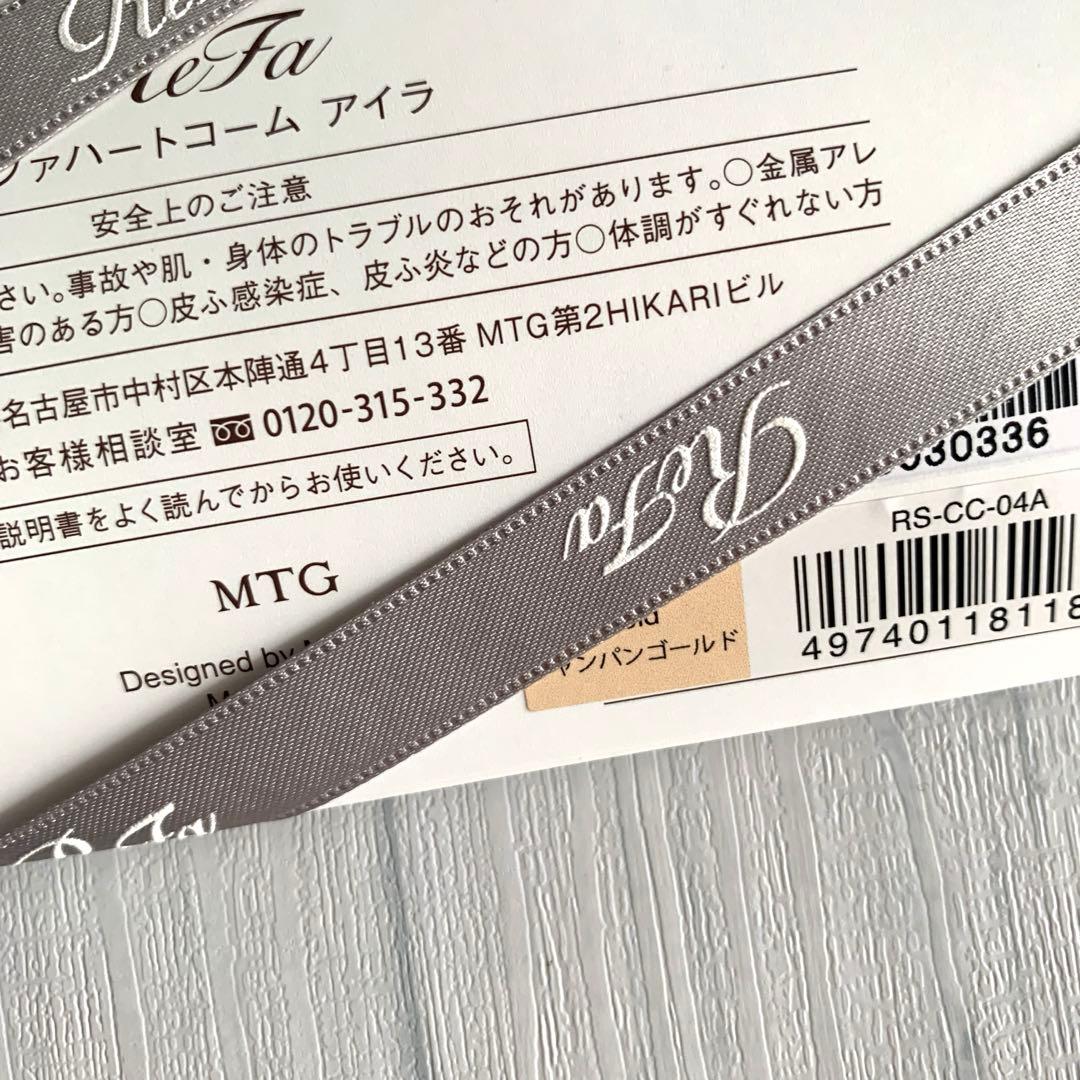 ReFa
ァハートコーム アイラ
安全上のご注意
さい。事故や肌・身体のトラブルのおそれがあります。○金属アレ
害のある方○皮ふ感染症、皮ふ炎などの方○体調がすぐれない方
名古屋市中村区本陣通4丁目13番 MTG第2HIKARIビル
お客様相談室 0120-315-332
説明書をよく読んでからお使いください。
MTG
Designed by
ReFa
030336
RS-CC-04A
49740118118
ャンパンゴールド